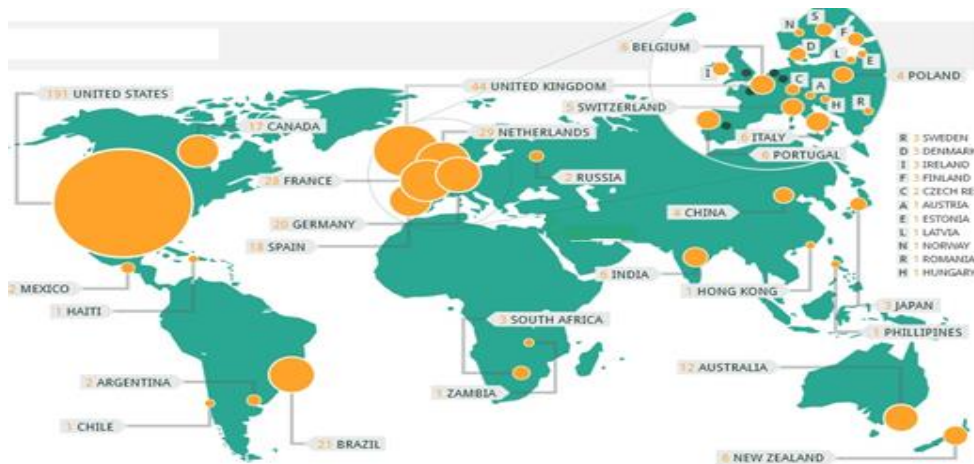 S
N
F
6 BELGIUM
D
L
E
I
C
4 POLAND
191 UNITED STATES
44 UNITED KINGDOM
A
5 SWITZERLAND
H
R
17 CANADA
29 NETHERLANDS
6 ITALY
R 3 SWEDEN
6 PORTUGAL
D 3 DENMAR
I 3 IRELAND
28 FRANCE
2 RUSSIA
F 3 FINLAND
C 2 CZECH RE
A 1 AUSTRIA
20 GERMANY
4 CHINA
E 1 ESTONIA
18 SPAIN
L 1 LATVIA
N 1 NORWAY
6 INDIA
R 1 ROMANIA
H 1 HUNGARY
2 MEXICO
1 HONG KONG
1 HAITI
3 SOUTH AFRICA
3 JAPAN
1 PHILLIPINES
2 ARGENTINA
1 ZAMBIA
12 AUSTRALIA
CHILE
21 BRAZIL
NEW ZEALAND